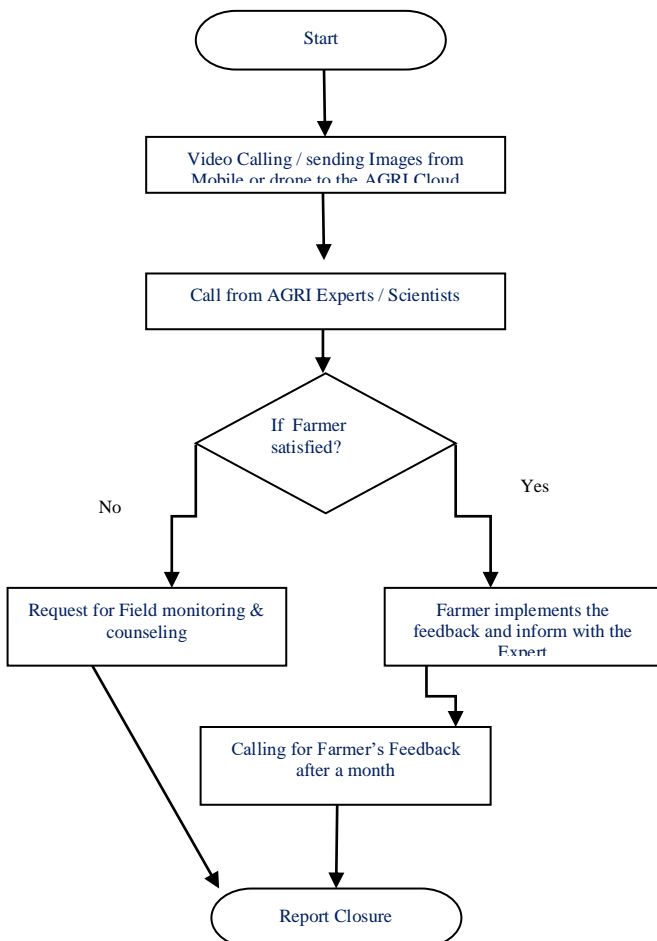 Start
Video Calling / sending Images from
Mobile or drone to the AGRI Cloud
Call from AGRI Experts / Scientists
If Farmer
satisfied?
No
Yes
Request for Field monitoring &
counseling
Farmer implements the
feedback and inform with the
Expert
Calling for Farmer’s Feedback
after a month
Report Closure